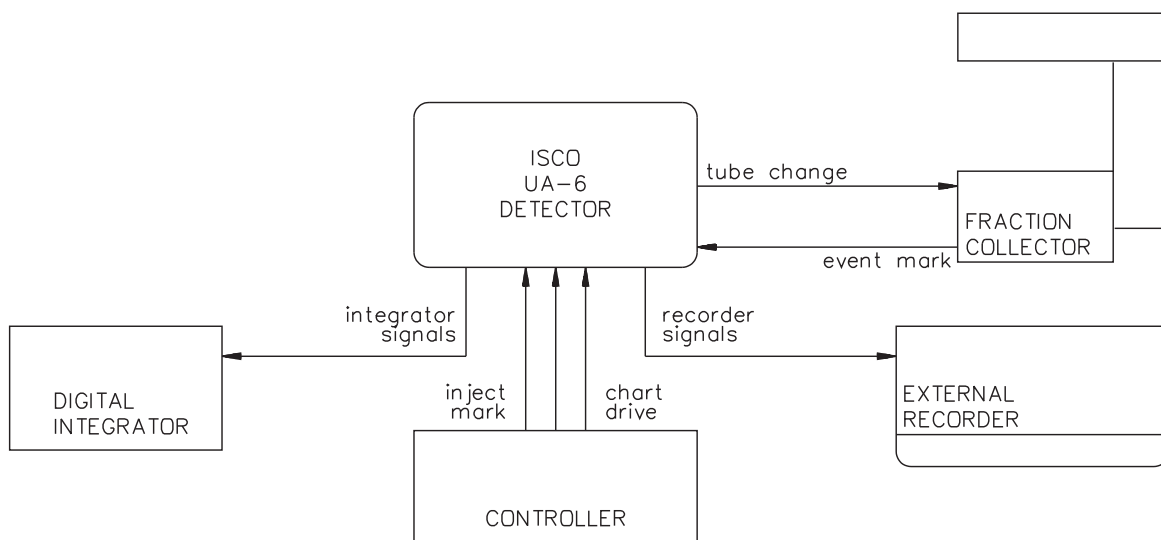 ISCO
UA-6
DETECTOR
tube change
FRACTION
COLLECTOR
event mark
integrator
signals
recorder
signals
DIGITAL
INTEGRATOR
inject
mark
chart
drive
EXTERNAL
RECORDER
CONTROLLER